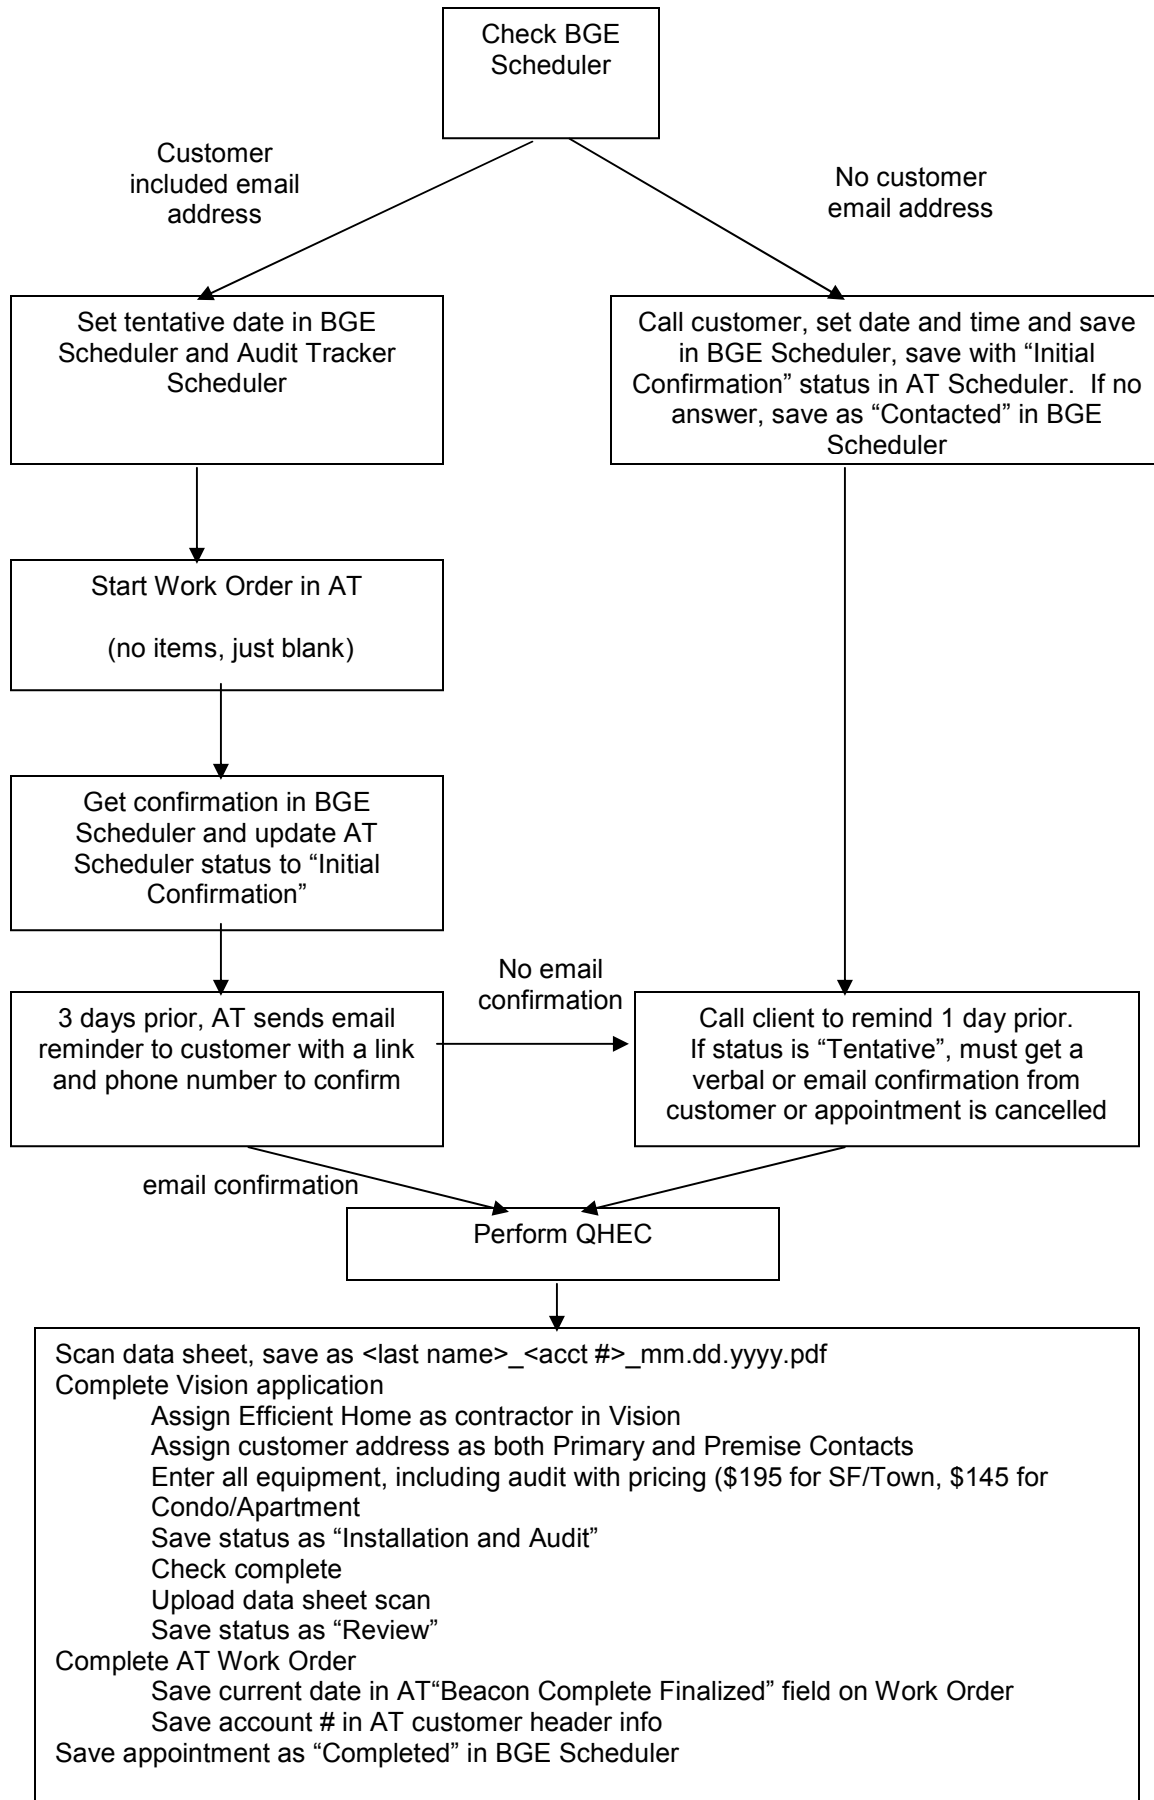 Check BGE
Scheduler
Customer
included email
address
No customer
email address
Set tentative date in BGE
Scheduler and Audit Tracker
Scheduler
Call customer, set date and time and save
in BGE Scheduler, save with “Initial
Confirmation” status in AT Scheduler.  If no
answer, save as “Contacted” in BGE
Scheduler
Start Work Order in AT
(no items, just blank)
Get confirmation in BGE
Scheduler and update AT
Scheduler status to “Initial
Confirmation”
No email
confirmation
3 days prior, AT sends email
reminder to customer with a link
and phone number to confirm
Call client to remind 1 day prior.
If status is “Tentative”, must get a
verbal or email confirmation from
customer or appointment is cancelled
email confirmation
Perform QHEC
Scan data sheet, save as <last name>_<acct #>_mm.dd.yyyy.pdf
Complete Vision application
Assign Efficient Home as contractor in Vision
Assign customer address as both Primary and Premise Contacts
Enter all equipment, including audit with pricing ($195 for SF/Town, $145 for
Condo/Apartment
Save status as “Installation and Audit”
Check complete
Upload data sheet scan
Save status as “Review”
Complete AT Work Order
Save current date in AT“Beacon Complete Finalized” field on Work Order
Save account # in AT customer header info
Save appointment as “Completed” in BGE Scheduler